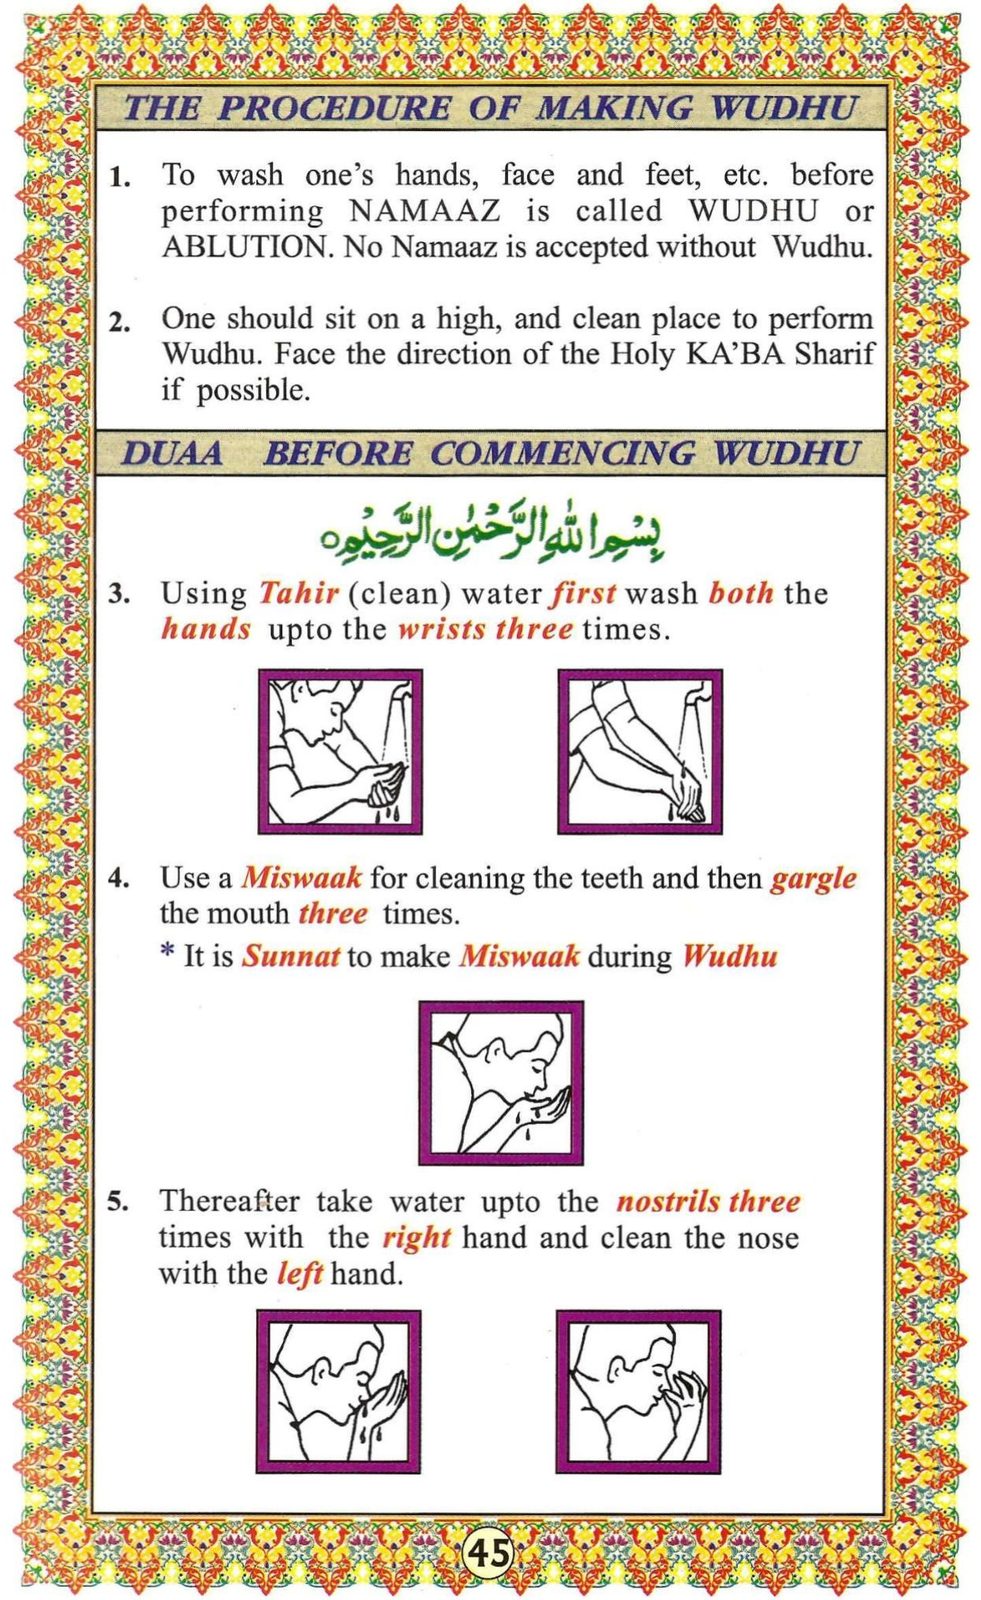 THE PROCEDURE OF MAKING WUDHU
1. To wash one's hands, face and feet, etc. before
performing NAMAAZ is called WUDHU or
ABLUTION. No Namaaz is accepted without Wudhu.
2. One should sit on a high, and clean place to perform
Wudhu. Face the direction of the Holy KA'BA Sharif
if possible.
DUAA BEFORE COMMENCING WUDHU
بِسْمِ اللهِ الرَّحْمٰنِ الرَّحِيْمِ○
3. Using Tahir (clean) water first wash both the
hands upto the wrists three times.
4. Use a Miswaak for cleaning the teeth and then gargle
the mouth three times.
* It is Sunnat to make Miswaak during Wudhu
5. Thereafter take water upto the nostrils three
times with the right hand and clean the nose
with the left hand.
45